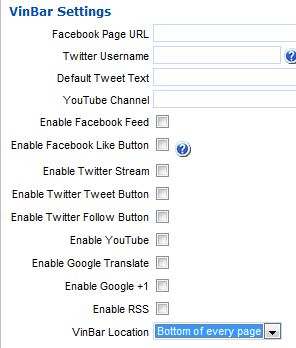 VinBar Settings
Facebook Page URL
Twitter Username
Default Tweet Text
YouTube Channel
Enable Facebook Feed
Enable Facebook Like Button
Enable Twitter Stream
Enable Twitter Tweet Button
Enable Twitter Follow Button
Enable YouTube
Enable Google Translate
Enable Google +1
Enable RSS
VinBar Location Bottom of every page